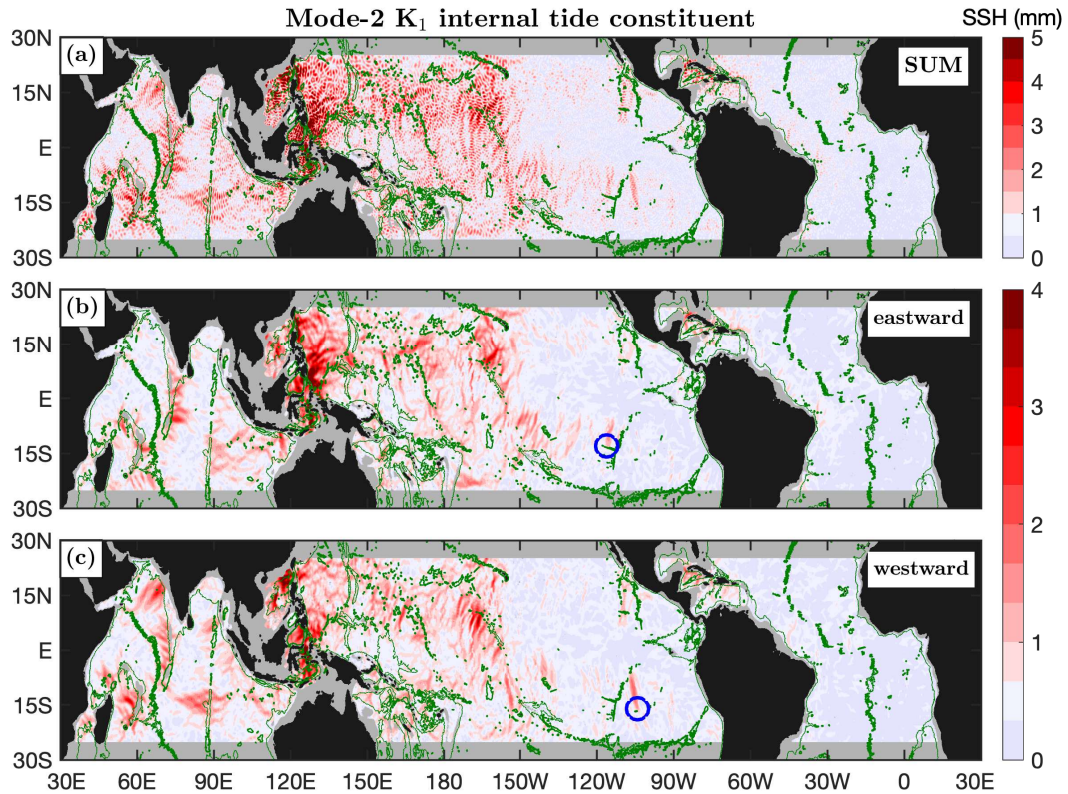 Mode-2 K₁ internal tide constituent
SSH (mm)
30N
15N
E
15S
30S
(a)
SUM
5
4
3
2
1
0
30N
15N
E
15S
30S
(b)
eastward
4
3
2
1
0
30N
15N
E
15S
30S
(c)
westward
30E 60E 90E 120E 150E 180 150W 120W 90W 60W 30W 0 30E